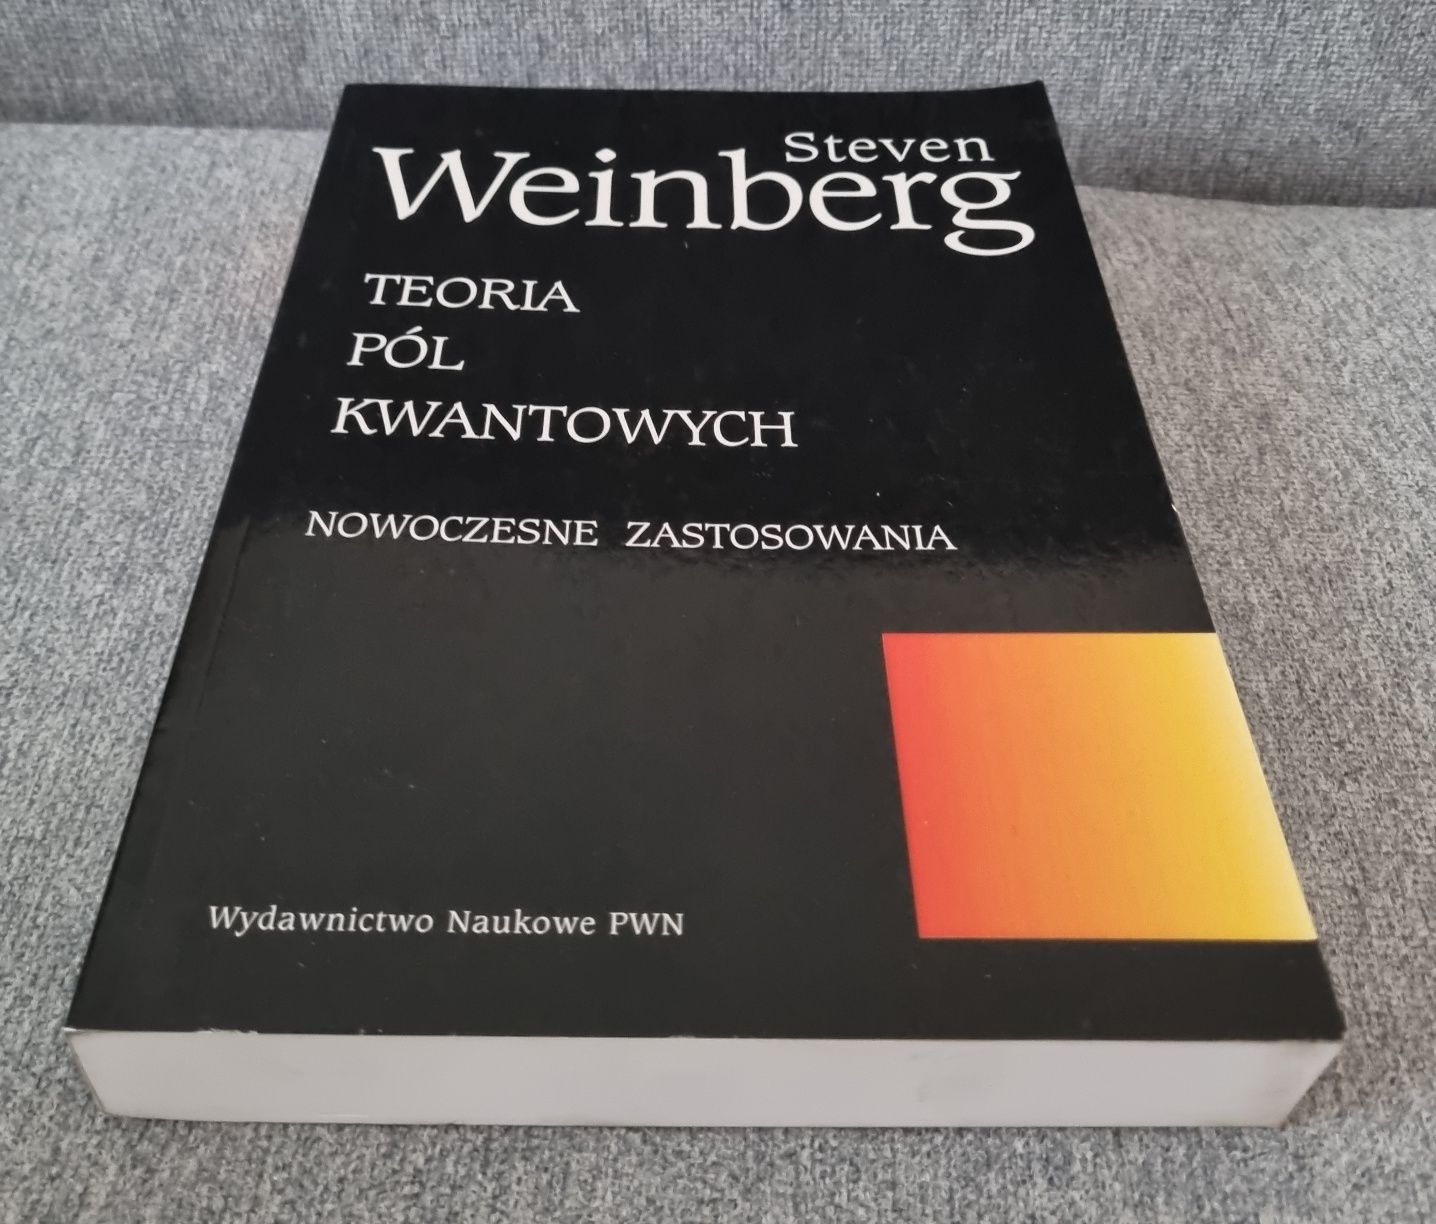 Steven
Weinberg
TEORIA
PÓL
KWANTOWYCH
NOWOCZESNE ZASTOSOWANIA
Wydawnictwo Naukowe PWN